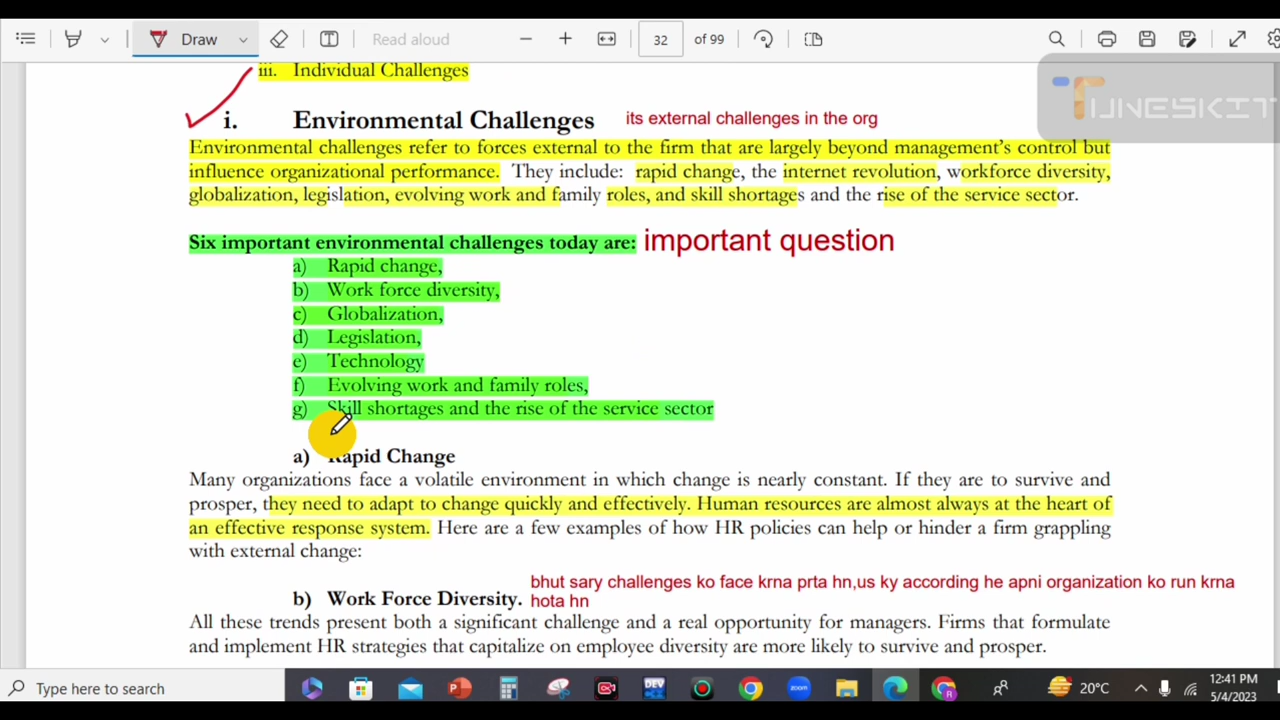 Draw
Read aloud
32
of 99
TUNESKIT
iii. Individual Challenges
i. Environmental Challenges its external challenges in the org
Environmental challenges refer to forces external to the firm that are largely beyond management's control but
influence organizational performance. They include: rapid change, the internet revolution, workforce diversity,
globalization, legislation, evolving work and family roles, and skill shortages and the rise of the service sector.
Six important environmental challenges today are: important question
a) Rapid change,
b) Work force diversity,
c) Globalization,
d) Legislation,
e) Technology
f) Evolving work and family roles,
g) Skill shortages and the rise of the service sector
a) Rapid Change
Many organizations face a volatile environment in which change is nearly constant. If they are to survive and
prosper, they need to adapt to change quickly and effectively. Human resources are almost always at the heart of
an effective response system. Here are a few examples of how HR policies can help or hinder a firm grappling
with external change:
bhut sary challenges ko face krna prta hn,us ky according he apni organization ko run krna
hota hn
b) Work Force Diversity.
All these trends present both a significant challenge and a real opportunity for managers. Firms that formulate
and implement HR strategies that capitalize on employee diversity are more likely to survive and prosper.
Type here to search
DEV
zoom
R
20°C
12:41 PM
5/4/2023